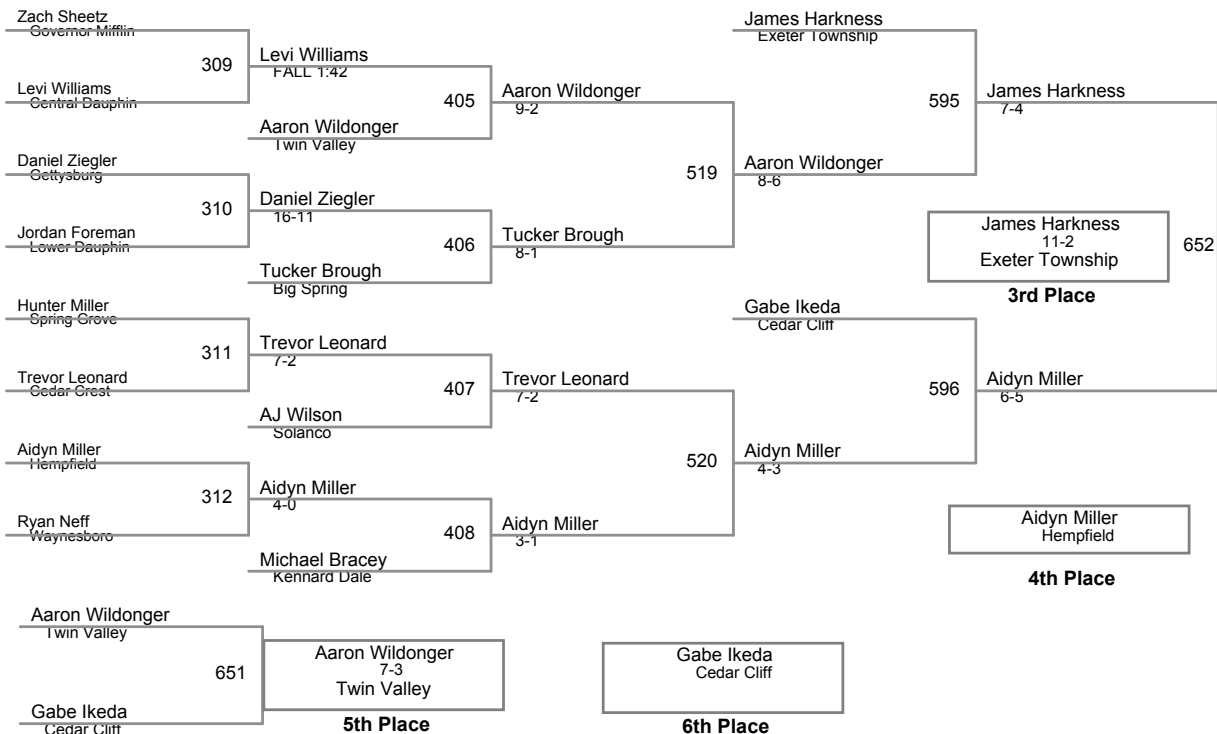 Zach Sheetz
Governor Mifflin
309
Levi Williams
Central Dauphin
Daniel Ziegler
Gettysburg
310
Jordan Foreman
Lower Dauphin
Hunter Miller
Spring Grove
311
Trevor Leonard
Cedar Crest
Aidyn Miller
Hempfield
312
Ryan Neff
Waynesboro
Levi Williams
FALL 1:42
405
Aaron Wildonger
Twin Valley
Daniel Ziegler
16-11
406
Tucker Brough
Big Spring
Trevor Leonard
7-2
407
AJ Wilson
Solanco
Aidyn Miller
4-0
408
Michael Bracey
Kennard Dale
Aaron Wildonger
9-2
519
Tucker Brough
8-1
Trevor Leonard
7-2
520
Aidyn Miller
3-1
James Harkness
Exeter Township
595
Aaron Wildonger
8-6
Gabe Ikeda
Cedar Cliff
596
Aidyn Miller
4-3
James Harkness
7-4
James Harkness
11-2
Exeter Township
652
3rd Place
Aidyn Miller
6-5
Aidyn Miller
Hempfield
4th Place
Aaron Wildonger
Twin Valley
651
Gabe Ikeda
Cedar Cliff
Aaron Wildonger
7-3
Twin Valley
5th Place
Gabe Ikeda
Cedar Cliff
6th Place